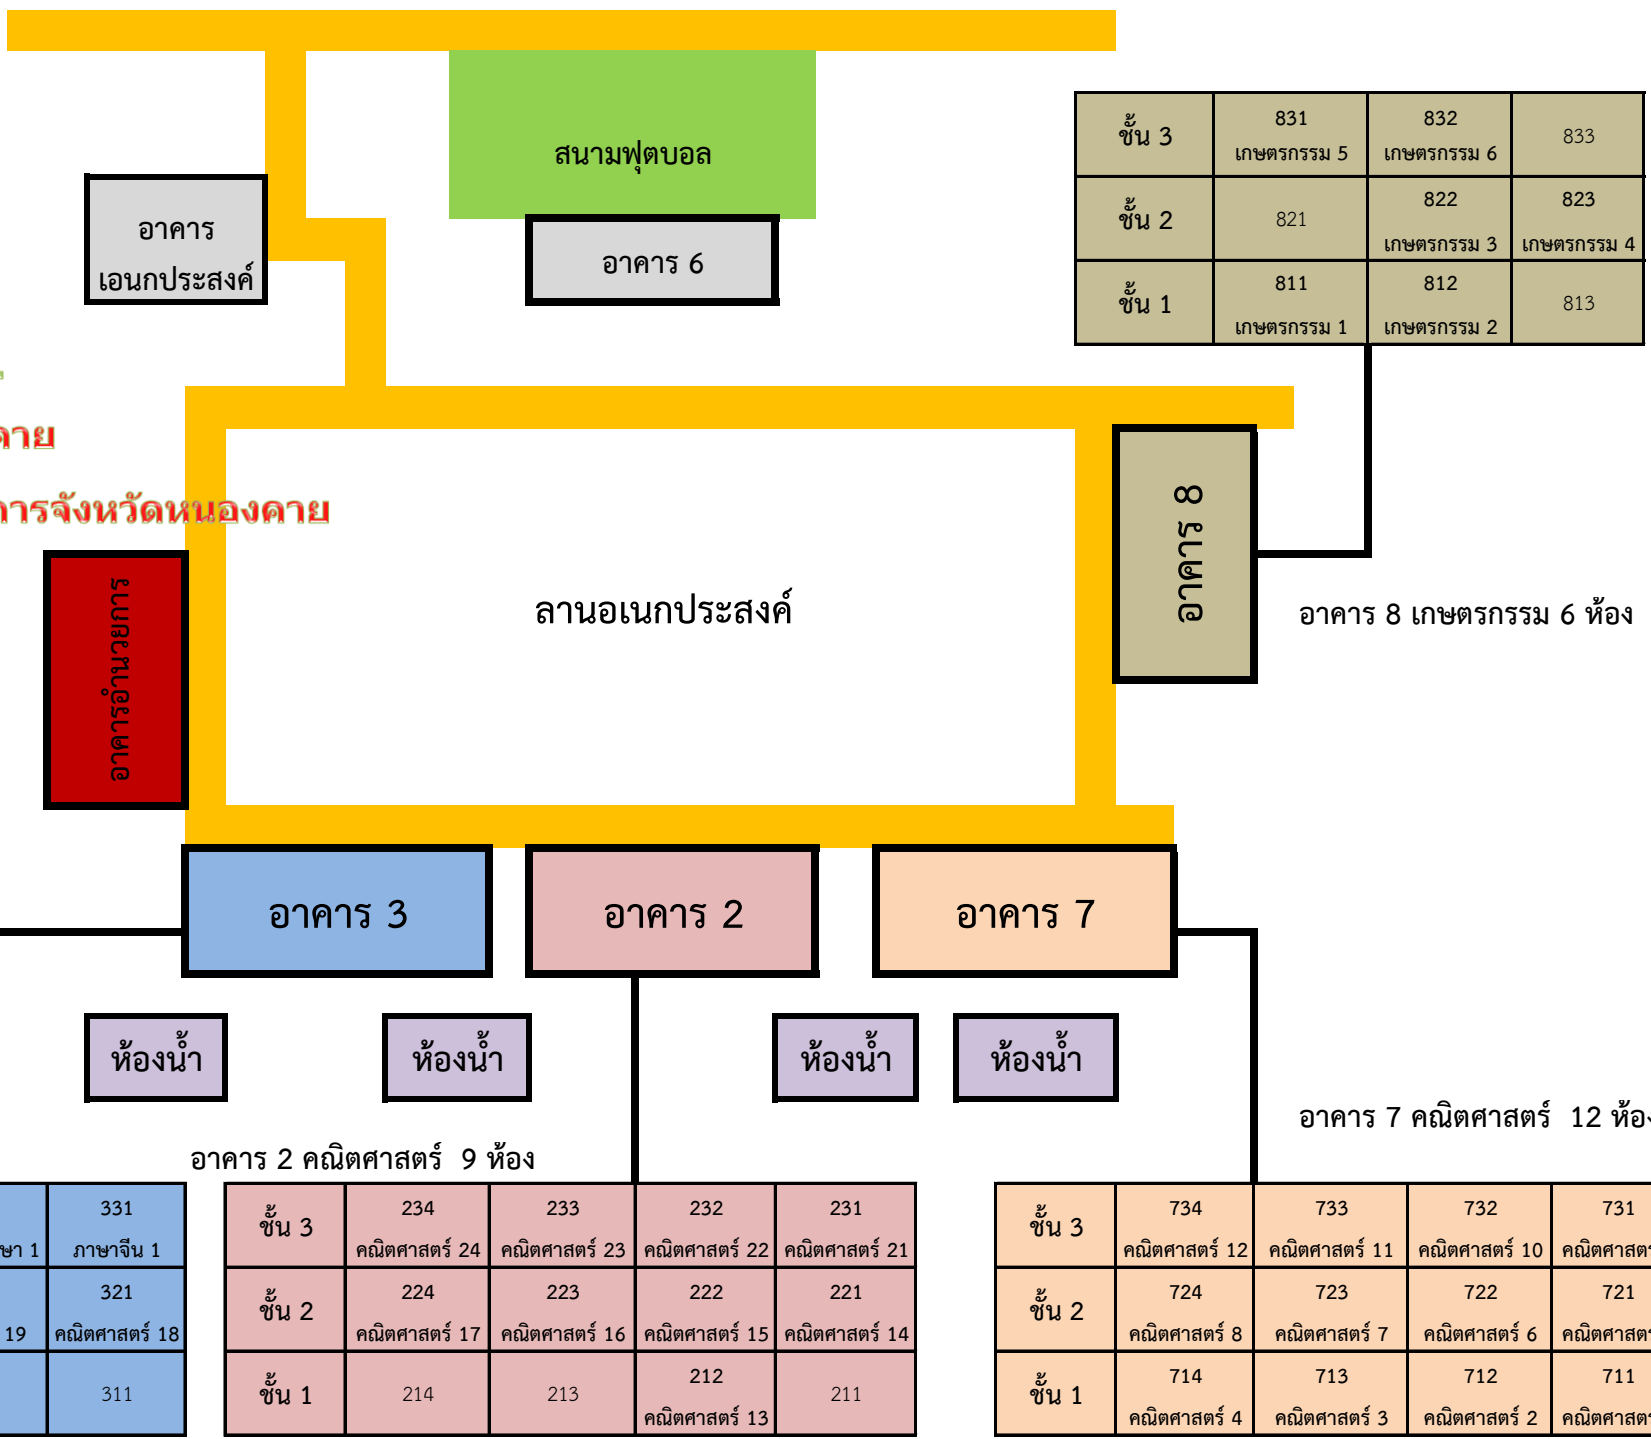 สนามฟุตบอล
อาคาร
เอนกประสงค์
อาคาร 6
ชั้น 3
831
เกษตรกรรม 5
832
เกษตรกรรม 6
833
ชั้น 2
821
822
เกษตรกรรม 3
823
เกษตรกรรม 4
ชั้น 1
811
เกษตรกรรม 1
812
เกษตรกรรม 2
813
การจังหวัดหนองคาย
อาคารอำนวยการ
ลานอเนกประสงค์
อาคาร 8
อาคาร 8 เกษตรกรรม 6 ห้อง
อาคาร 3
อาคาร 2
อาคาร 7
ห้องน้ำ
ห้องน้ำ
ห้องน้ำ
ห้องน้ำ
อาคาร 7 คณิตศาสตร์ 12 ห้อง
อาคาร 2 คณิตศาสตร์ 9 ห้อง
ษา 1
331
ภาษาจีน 1
19
321
คณิตศาสตร์ 18
311
ชั้น 3
234
คณิตศาสตร์ 24
233
คณิตศาสตร์ 23
232
คณิตศาสตร์ 22
231
คณิตศาสตร์ 21
ชั้น 2
224
คณิตศาสตร์ 17
223
คณิตศาสตร์ 16
222
คณิตศาสตร์ 15
221
คณิตศาสตร์ 14
ชั้น 1
214
213
212
คณิตศาสตร์ 13
211
ชั้น 3
734
คณิตศาสตร์ 12
733
คณิตศาสตร์ 11
732
คณิตศาสตร์ 10
731
คณิตศาสตร์
ชั้น 2
724
คณิตศาสตร์ 8
723
คณิตศาสตร์ 7
722
คณิตศาสตร์ 6
721
คณิตศาสตร์
ชั้น 1
714
คณิตศาสตร์ 4
713
คณิตศาสตร์ 3
712
คณิตศาสตร์ 2
711
คณิตศาสตร์